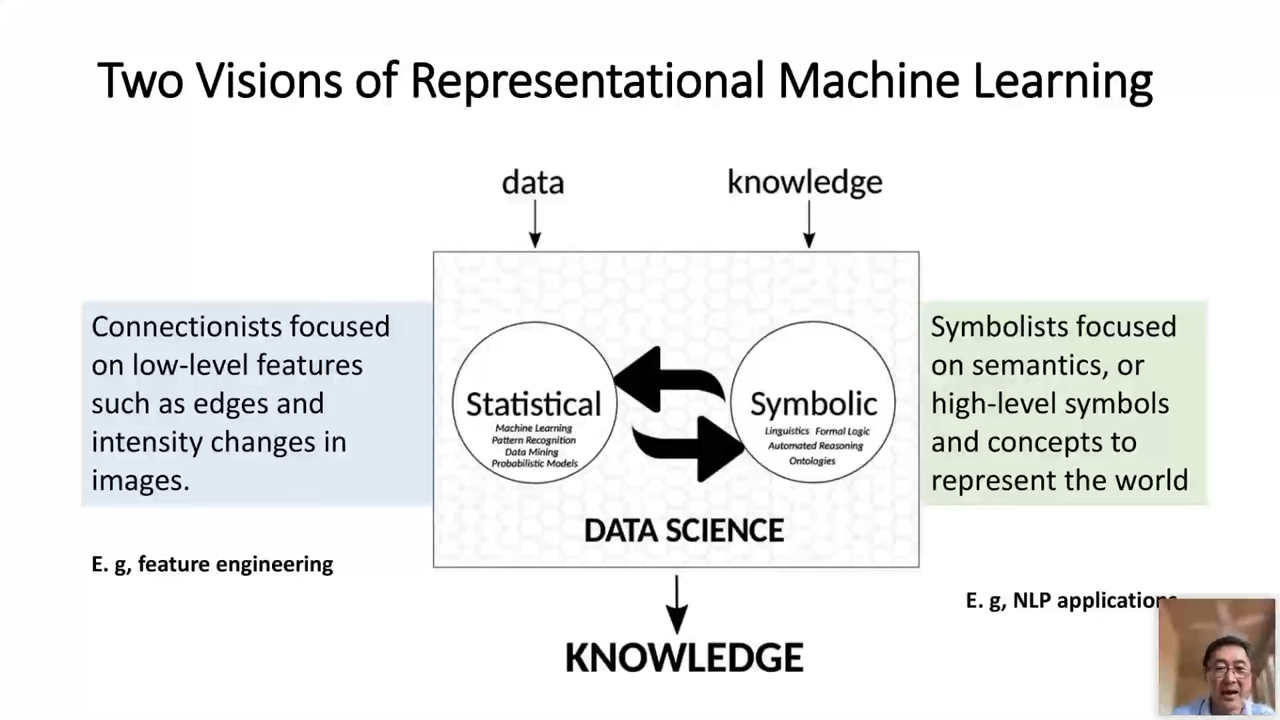 Two Visions of Representational Machine Learning
data
knowledge
Connectionists focused
on low-level features
such as edges and
intensity changes in
images.
E. g, feature engineering
Statistical
Machine Learning
Pattern Recognition
Data Mining
Probabilistic Models
Symbolic
Linguistics Formal Logic
Automated Reasoning
Ontologies
DATA SCIENCE
KNOWLEDGE
Symbolists focused
on semantics, or
high-level symbols
and concepts to
represent the world
E. g, NLP applications